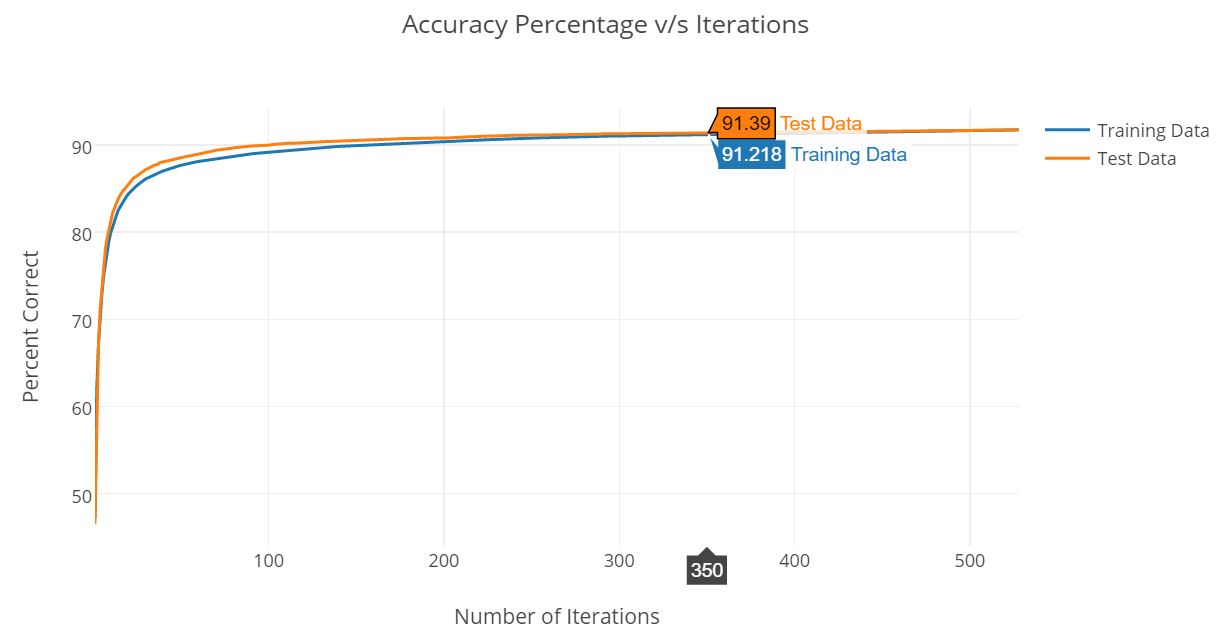 Accuracy Percentage v/s Iterations
91.39 Test Data
91.218 Training Data
Training Data
Test Data
Percent Correct
90
80
70
60
50
100 200 300 350 400 500
Number of Iterations